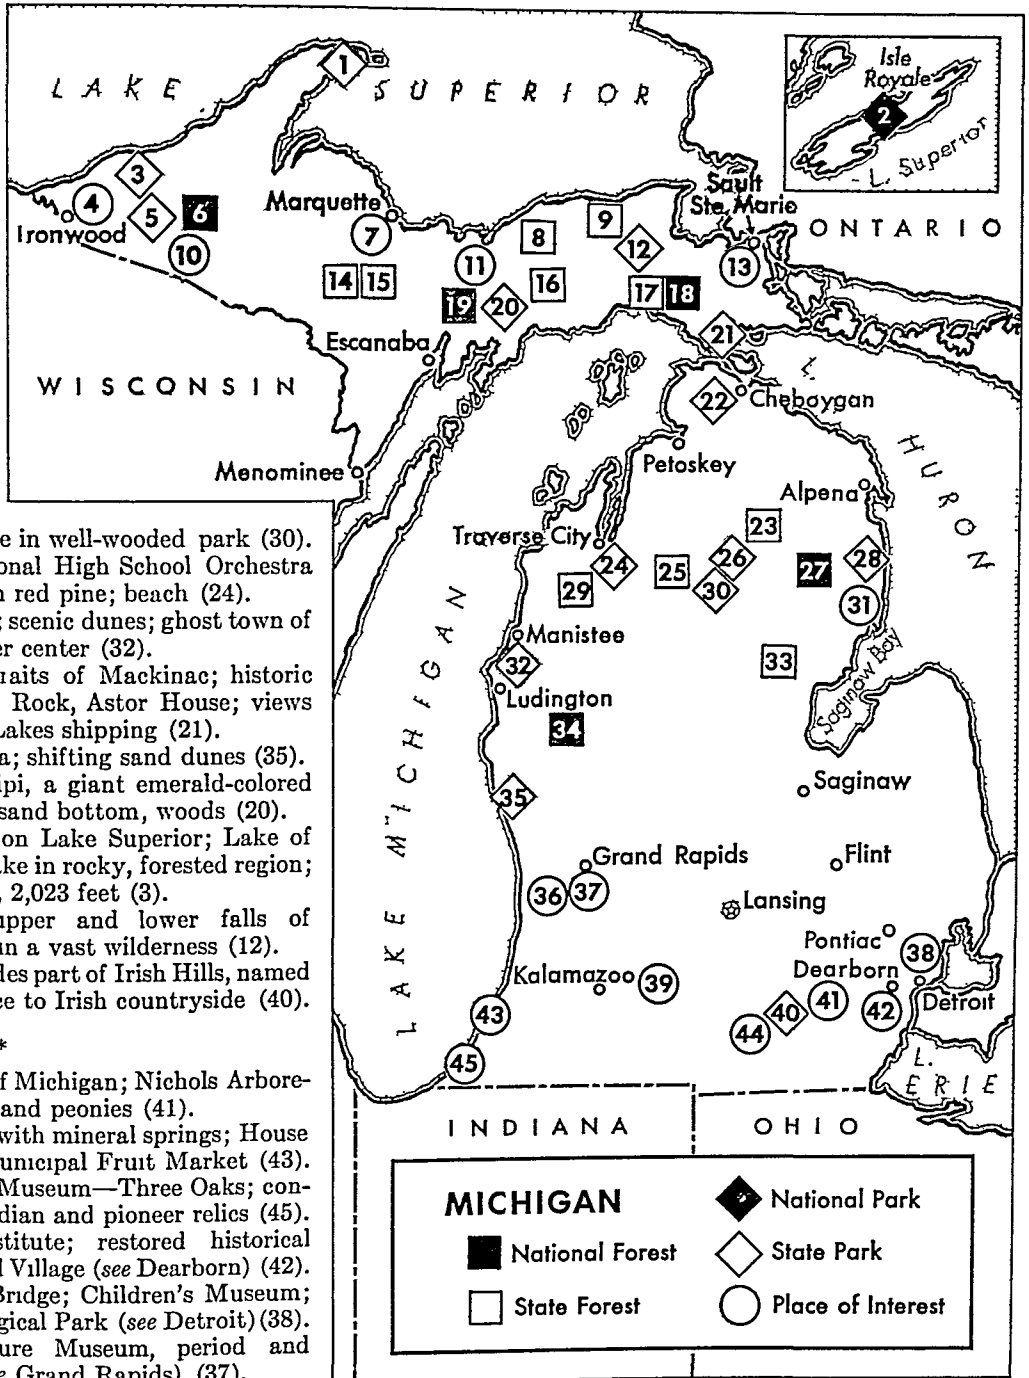 LAKE SUPERIOR
1
Isle
Royale
2
L. Superior
3
4
5
6
Ironwood
10
Marquette
7
8
9
11
12
Sault
Ste. Marie
13
ONTARIO
14
15
16
17
18
19
20
Escanaba
21
WISCONSIN
22
Cheboygan
L. HURON
Menominee
Petoskey
Alpena
23
Traverse City
24
25
26
27
28
29
30
31
Manistee
32
33
Ludington
Saginaw Bay
34
LAKE MICHIGAN
35
Saginaw
Grand Rapids
Flint
36
37
Lansing
Pontiac
38
Dearborn
Kalamazoo
39
Detroit
40
41
42
43
44
45
L.
ERIE
INDIANA
OHIO
MICHIGAN
National Park
National Forest
State Park
State Forest
Place of Interest
e in well-wooded park (30).
onal High School Orchestra
red pine; beach (24).
; scenic dunes; ghost town of
er center (32).
aits of Mackinac; historic
Rock, Astor House; views
Lakes shipping (21).
a; shifting sand dunes (35).
ipi, a giant emerald-colored
sand bottom, woods (20).
on Lake Superior; Lake of
ake in rocky, forested region;
, 2,023 feet (3).
upper and lower falls of
in a vast wilderness (12).
des part of Irish Hills, named
ce to Irish countryside (40).
*
f Michigan; Nichols Arbore-
and peonies (41).
with mineral springs; House
unicipal Fruit Market (43).
Museum—Three Oaks; con-
dian and pioneer relics (45).
stitute; restored historical
l Village (see Dearborn) (42).
Bridge; Children's Museum;
gical Park (see Detroit) (38).
ure Museum, period and
Grand Rapids) (37).